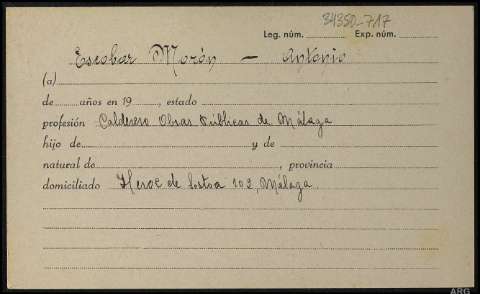 34350-717
Leg. núm. Exp. núm.
Escobar Morón - Antonio
(a)
de años en 19 , estado
profesión Calderero Obras Públicas de Málaga
hijo de y de
natural de , provincia
domiciliado Heroe de Sostoa 102, Málaga.
ARG